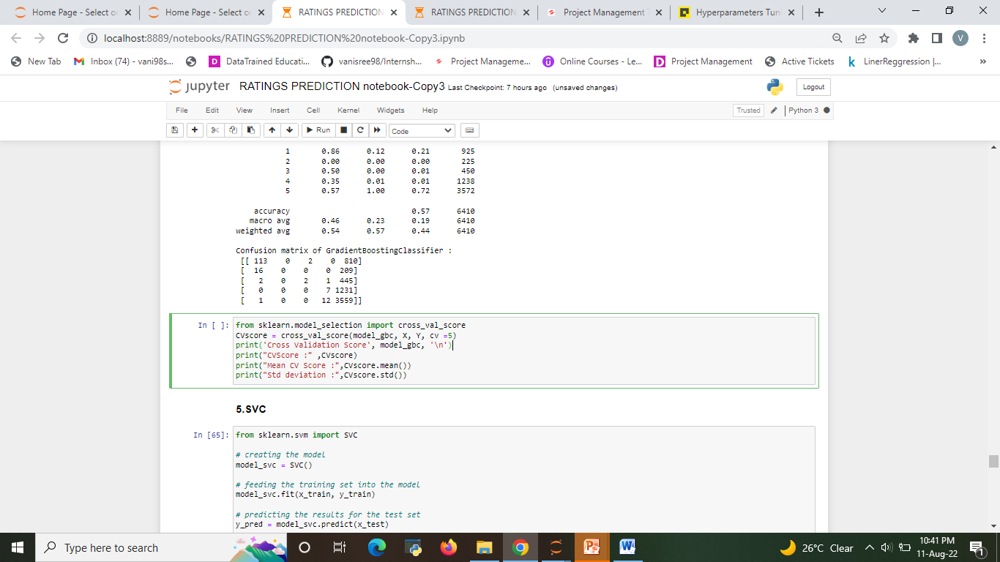 Home Page - Select or
Home Page - Select or
RATINGS PREDICTION
RATINGS PREDICTION
Project Management T
Hyperparameters Tuni
localhost:8889/notebooks/RATINGS%20PREDICTION%20notebook-Copy3.ipynb
V
New Tab
Inbox (74) - vani98s...
DataTrained Educati...
vanisree98/Internsh...
Project Manageme...
Online Courses - Le...
Project Management
Active Tickets
LinerReggression |...
jupyter RATINGS PREDICTION notebook-Copy3 Last Checkpoint: 7 hours ago (unsaved changes)
Logout
File Edit View Insert Cell Kernel Widgets Help
Trusted
Python 3
Run
Code
1 0.86 0.12 0.21 925
2 0.00 0.00 0.00 225
3 0.50 0.00 0.01 450
4 0.35 0.01 0.01 1238
5 0.57 1.00 0.72 3572
accuracy 0.57 6410
macro avg 0.46 0.23 0.19 6410
weighted avg 0.54 0.57 0.44 6410
Confusion matrix of GradientBoostingClassifier :
[[ 113 0 2 0 810]
[ 16 0 0 0 209]
[ 2 0 2 1 445]
[ 0 0 0 7 1231]
[ 1 0 0 12 3559]]
In [ ]: from sklearn.model_selection import cross_val_score
CVscore = cross_val_score(model_gbc, X, Y, cv =5)
print('Cross Validation Score', model_gbc, '\n')
print("CVScore :" ,CVscore)
print("Mean CV Score :",CVscore.mean())
print("Std deviation :",CVscore.std())
5.SVC
In [65]: from sklearn.svm import SVC
# creating the model
model_svc = SVC()
# feeding the training set into the model
model_svc.fit(x_train, y_train)
# predicting the results for the test set
y_pred = model_svc.predict(x_test)
Type here to search
26°C Clear
10:41 PM
11-Aug-22
1